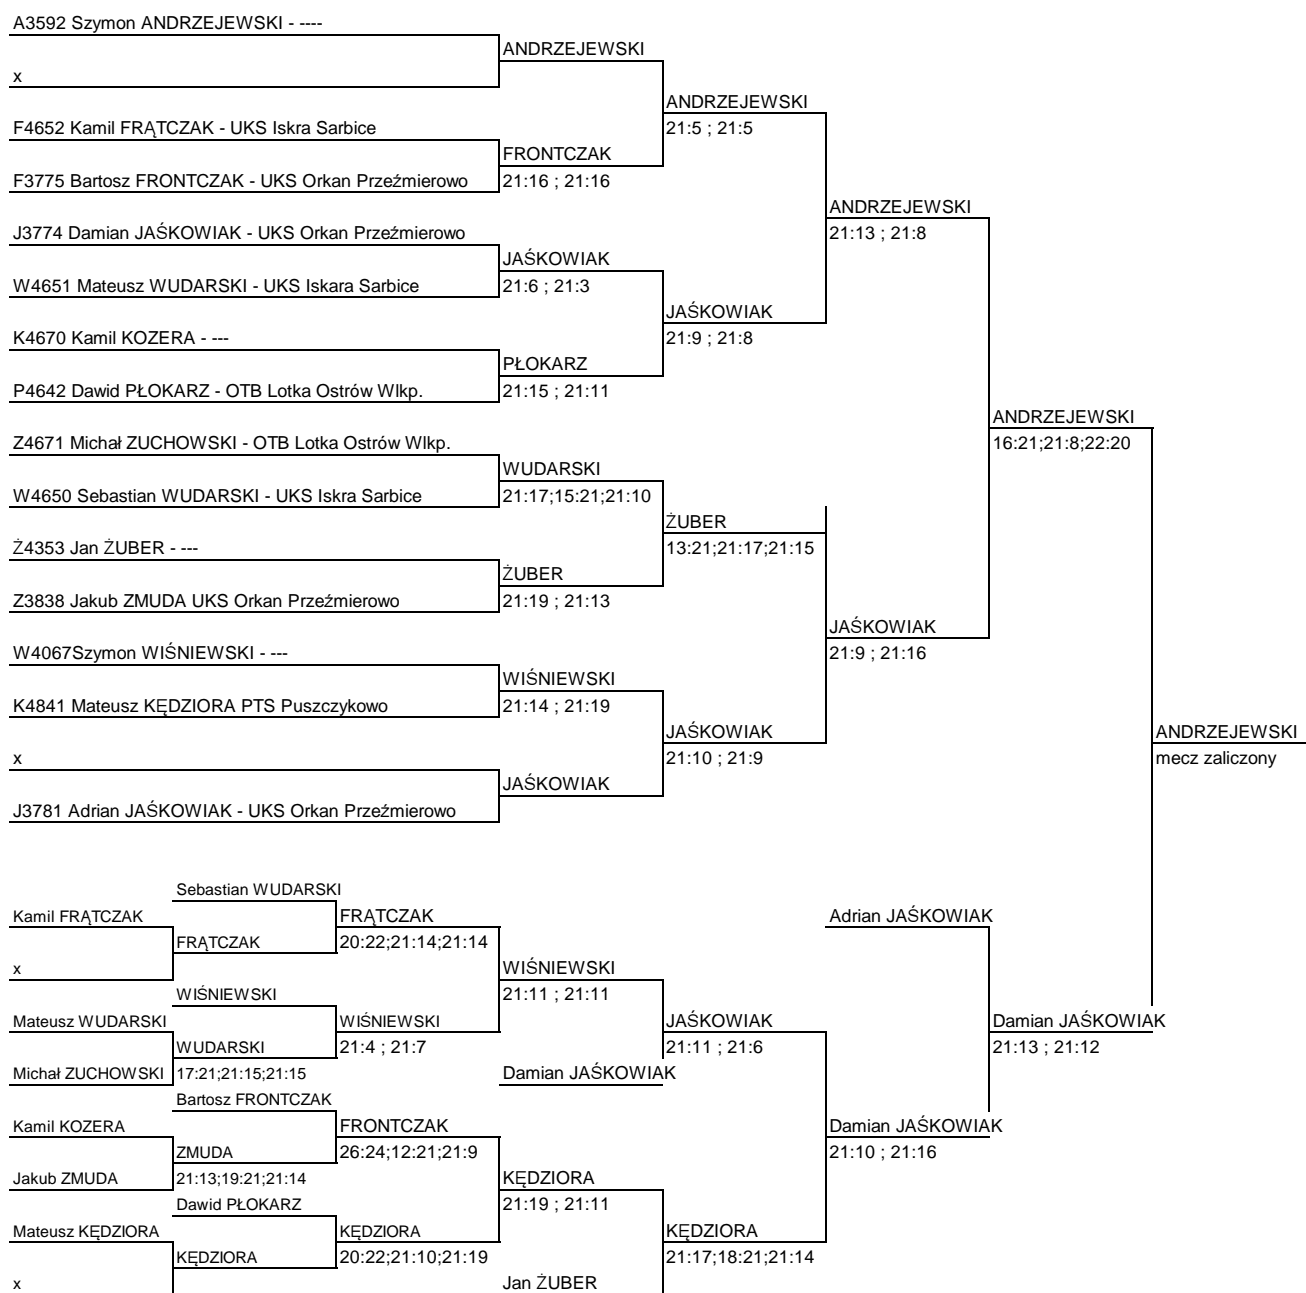 A3592 Szymon ANDRZEJEWSKI - ----
ANDRZEJEWSKI
x
ANDRZEJEWSKI
F4652 Kamil FRĄTCZAK - UKS Iskra Sarbice
21:5 ; 21:5
FRONTCZAK
F3775 Bartosz FRONTCZAK - UKS Orkan Przeźmierowo
21:16 ; 21:16
ANDRZEJEWSKI
J3774 Damian JAŚKOWIAK - UKS Orkan Przeźmierowo
21:13 ; 21:8
JAŚKOWIAK
W4651 Mateusz WUDARSKI - UKS Iskara Sarbice
21:6 ; 21:3
JAŚKOWIAK
K4670 Kamil KOZERA - ---
21:9 ; 21:8
PŁOKARZ
P4642 Dawid PŁOKARZ - OTB Lotka Ostrów Wlkp.
21:15 ; 21:11
ANDRZEJEWSKI
Z4671 Michał ZUCHOWSKI - OTB Lotka Ostrów Wlkp.
16:21;21:8;22:20
WUDARSKI
W4650 Sebastian WUDARSKI - UKS Iskra Sarbice
21:17;15:21;21:10
ŻUBER
Ż4353 Jan ŻUBER - ---
13:21;21:17;21:15
ŻUBER
Z3838 Jakub ZMUDA UKS Orkan Przeźmierowo
21:19 ; 21:13
JAŚKOWIAK
W4067Szymon WIŚNIEWSKI - ---
21:9 ; 21:16
WIŚNIEWSKI
K4841 Mateusz KĘDZIORA PTS Puszczykowo
21:14 ; 21:19
JAŚKOWIAK
ANDRZEJEWSKI
x
21:10 ; 21:9
mecz zaliczony
JAŚKOWIAK
J3781 Adrian JAŚKOWIAK - UKS Orkan Przeźmierowo
Sebastian WUDARSKI
Kamil FRĄTCZAK
FRĄTCZAK
Adrian JAŚKOWIAK
FRĄTCZAK
20:22;21:14;21:14
x
WIŚNIEWSKI
WIŚNIEWSKI
21:11 ; 21:11
Mateusz WUDARSKI
WIŚNIEWSKI
JAŚKOWIAK
Damian JAŚKOWIAK
WUDARSKI
21:4 ; 21:7
21:11 ; 21:6
21:13 ; 21:12
Michał ZUCHOWSKI
17:21;21:15;21:15
Damian JAŚKOWIAK
Bartosz FRONTCZAK
Kamil KOZERA
FRONTCZAK
Damian JAŚKOWIAK
ZMUDA
26:24;12:21;21:9
21:10 ; 21:16
Jakub ZMUDA
21:13;19:21;21:14
KĘDZIORA
Dawid PŁOKARZ
21:19 ; 21:11
Mateusz KĘDZIORA
KĘDZIORA
KĘDZIORA
KĘDZIORA
20:22;21:10;21:19
21:17;18:21;21:14
x
Jan ŻUBER